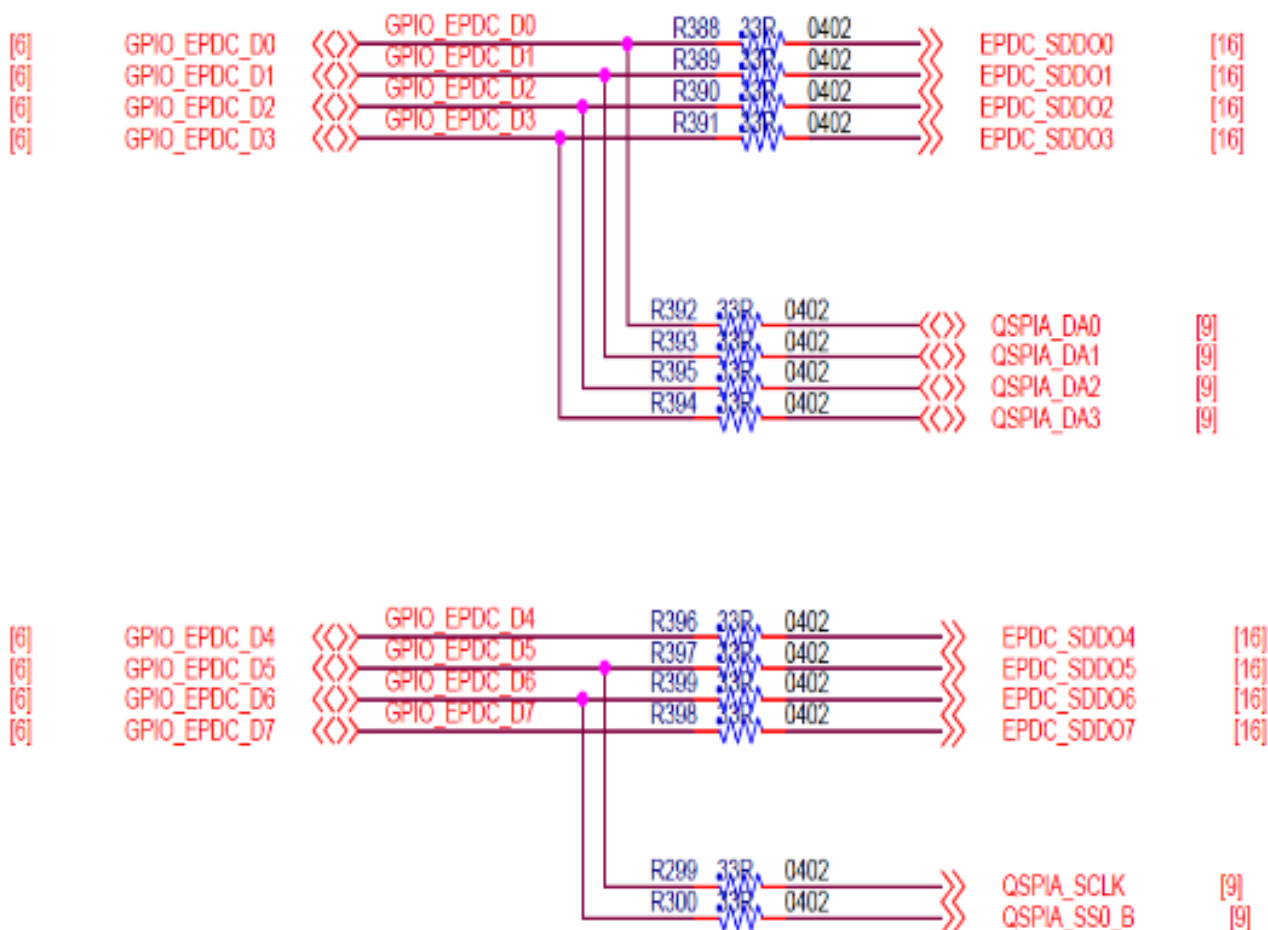 GPIO_EPDC_D0 R388 33R 0402
[6] GPIO_EPDC_D0 EPDC_SDDO0 [16]
GPIO_EPDC_D1 R389 33R 0402
[6] GPIO_EPDC_D1 EPDC_SDDO1 [16]
GPIO_EPDC_D2 R390 33R 0402
[6] GPIO_EPDC_D2 EPDC_SDDO2 [16]
GPIO_EPDC_D3 R391 33R 0402
[6] GPIO_EPDC_D3 EPDC_SDDO3 [16]
R392 33R 0402
QSPIA_DA0 [9]
R393 33R 0402
QSPIA_DA1 [9]
R395 33R 0402
QSPIA_DA2 [9]
R394 33R 0402
QSPIA_DA3 [9]
GPIO_EPDC_D4 R396 33R 0402
[6] GPIO_EPDC_D4 EPDC_SDDO4 [16]
GPIO_EPDC_D5 R397 33R 0402
[6] GPIO_EPDC_D5 EPDC_SDDO5 [16]
GPIO_EPDC_D6 R399 33R 0402
[6] GPIO_EPDC_D6 EPDC_SDDO6 [16]
GPIO_EPDC_D7 R398 33R 0402
[6] GPIO_EPDC_D7 EPDC_SDDO7 [16]
R299 33R 0402
QSPIA_SCLK [9]
R300 33R 0402
QSPIA_SS0_B [9]